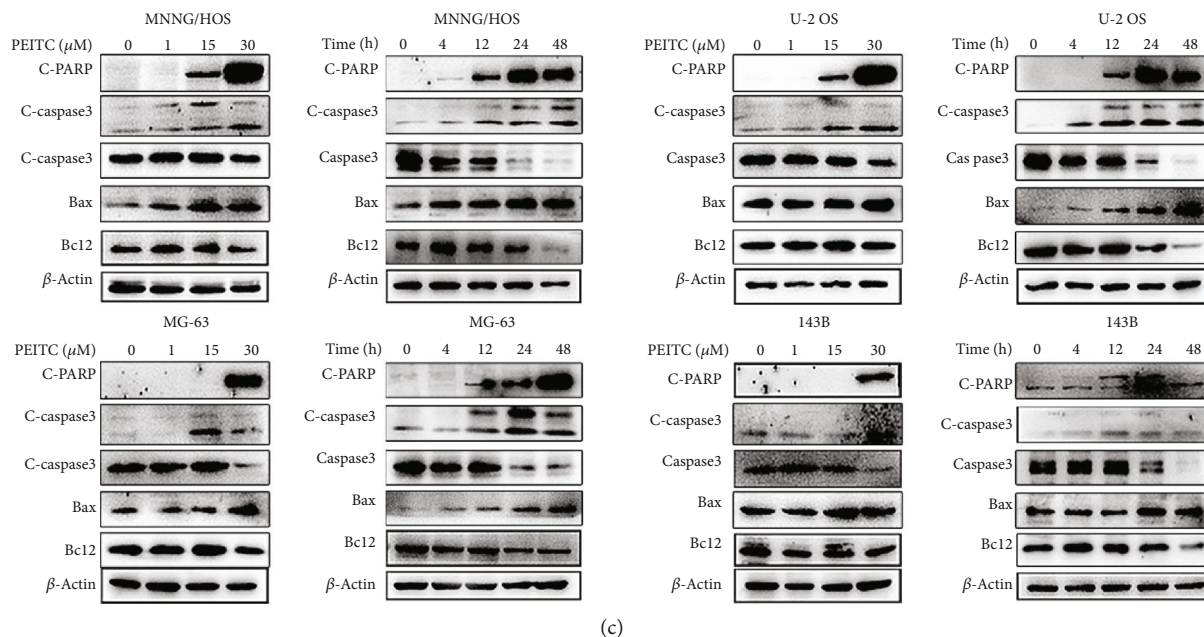 MNNG/HOS
PEITC (μM) 0 1 15 30
C-PARP
C-caspase3
C-caspase3
Bax
Bc12
β-Actin
MNNG/HOS
Time (h) 0 4 12 24 48
C-PARP
C-caspase3
Caspase3
Bax
Bc12
β-Actin
U-2 OS
PEITC (μM) 0 1 15 30
C-PARP
C-caspase3
Caspase3
Bax
Bc12
β-Actin
U-2 OS
Time (h) 0 4 12 24 48
C-PARP
C-caspase3
Cas pase3
Bax
Bc12
β-Actin
MG-63
PEITC (μM) 0 1 15 30
C-PARP
C-caspase3
C-caspase3
Bax
Bc12
β-Actin
MG-63
Time (h) 0 4 12 24 48
C-PARP
C-caspase3
Caspase3
Bax
Bc12
β-Actin
143B
PEITC (μM) 0 1 15 30
C-PARP
C-caspase3
Caspase3
Bax
Bc12
β-Actin
143B
Time (h) 0 4 12 24 48
C-PARP
C-caspase3
Caspase3
Bax
Bc12
β-Actin
(c)